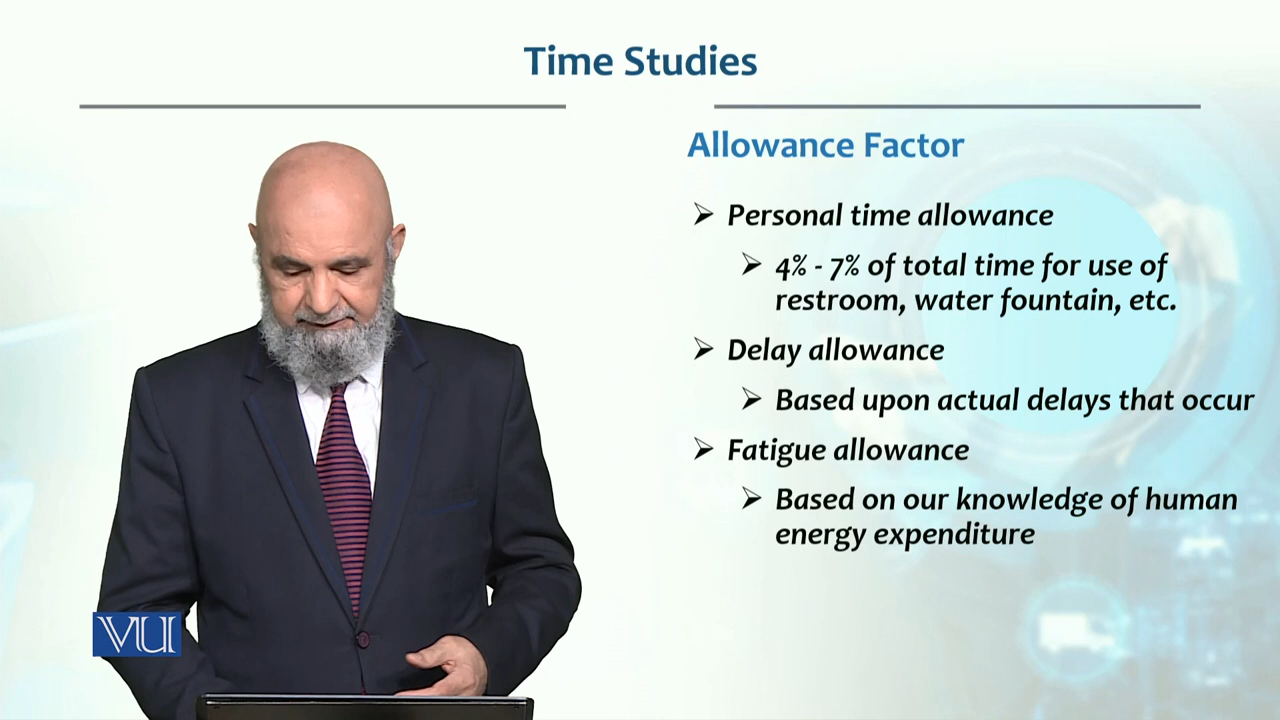 Time Studies
Allowance Factor
➢ Personal time allowance
➢ 4% - 7% of total time for use of
restroom, water fountain, etc.
➢ Delay allowance
➢ Based upon actual delays that occur
➢ Fatigue allowance
➢ Based on our knowledge of human
energy expenditure
VU